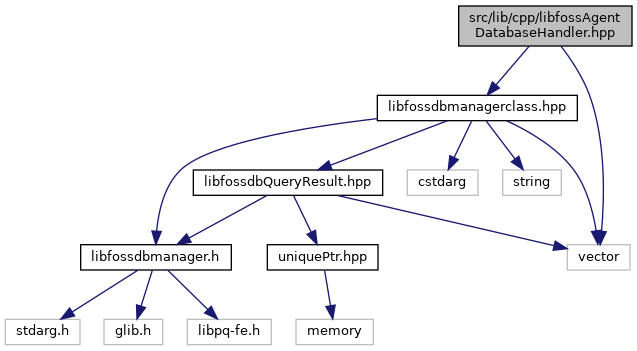 src/lib/cpp/libfossAgent
DatabaseHandler.hpp
libfossdbmanagerclass.hpp
libfossdbQueryResult.hpp
cstdarg
string
libfossdbmanager.h
uniquePtr.hpp
vector
stdarg.h
glib.h
libpq-fe.h
memory